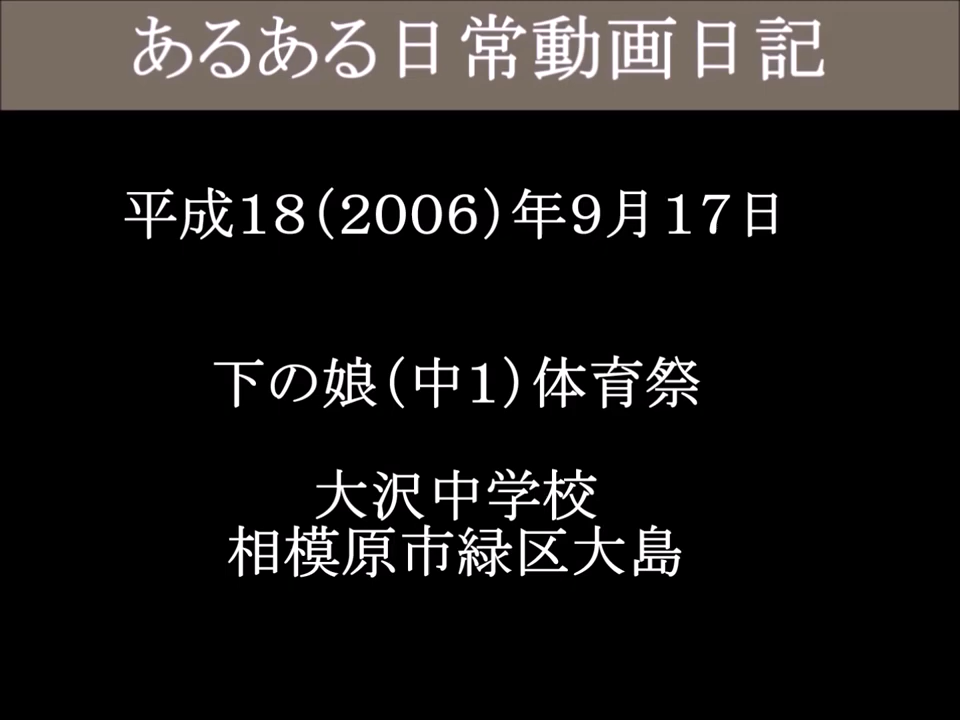 あるある日常動画日記
平成１８（２００６）年９月１７日
下の娘（中１）体育祭
大沢中学校
相模原市緑区大島